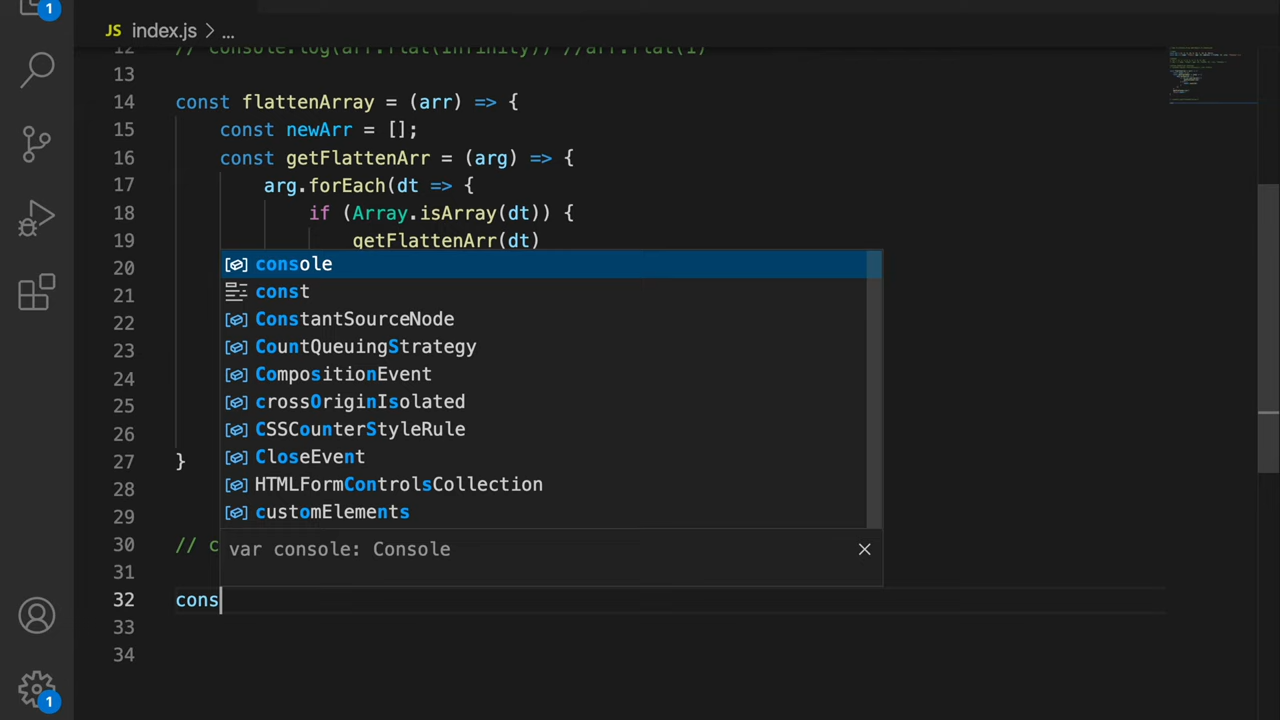 1
JS index.js > ...
12 // console.log(arr.flat(Infinity)) //arr.flat(1)
13
14 const flattenArray = (arr) => {
15 const newArr = [];
16 const getFlattenArr = (arg) => {
17 arg.forEach(dt => {
18 if (Array.isArray(dt)) {
19 getFlattenArr(dt)
20 console
21 const
ConstantSourceNode
22 CountQueuingStrategy
23 CompositionEvent
24 crossOriginIsolated
25 CSSCounterStyleRule
26 CloseEvent
27 }
HTMLFormControlsCollection
28 customElements
29 var console: Console
30 // c
31
32 cons
33
34
1